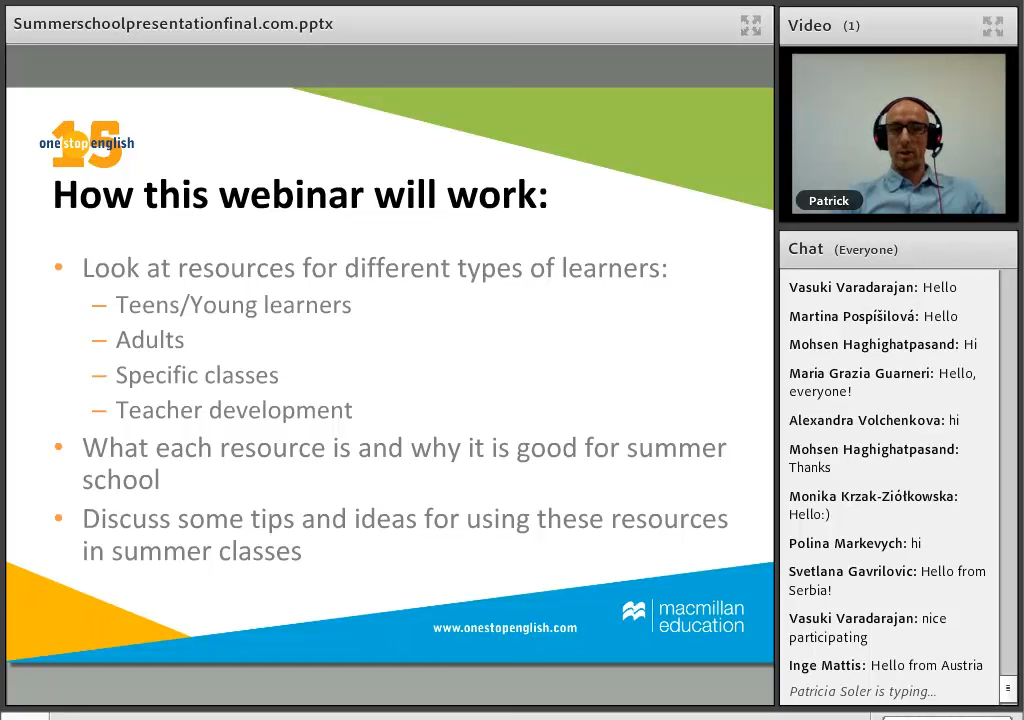 Summerschoolpresentationfinal.com.pptx
15
onestopenglish
How this webinar will work:
• Look at resources for different types of learners:
– Teens/Young learners
– Adults
– Specific classes
– Teacher development
• What each resource is and why it is good for summer
school
• Discuss some tips and ideas for using these resources
in summer classes
www.onestopenglish.com
macmillan
education
Video (1)
Patrick
Chat (Everyone)
Vasuki Varadarajan: Hello
Martina Pospíšilová: Hello
Mohsen Haghighatpasand: Hi
Maria Grazia Guarneri: Hello,
everyone!
Alexandra Volchenkova: hi
Mohsen Haghighatpasand:
Thanks
Monika Krzak-Ziółkowska:
Hello:)
Polina Markevych: hi
Svetlana Gavrilovic: Hello from
Serbia!
Vasuki Varadarajan: nice
participating
Inge Mattis: Hello from Austria
Patricia Soler is typing...